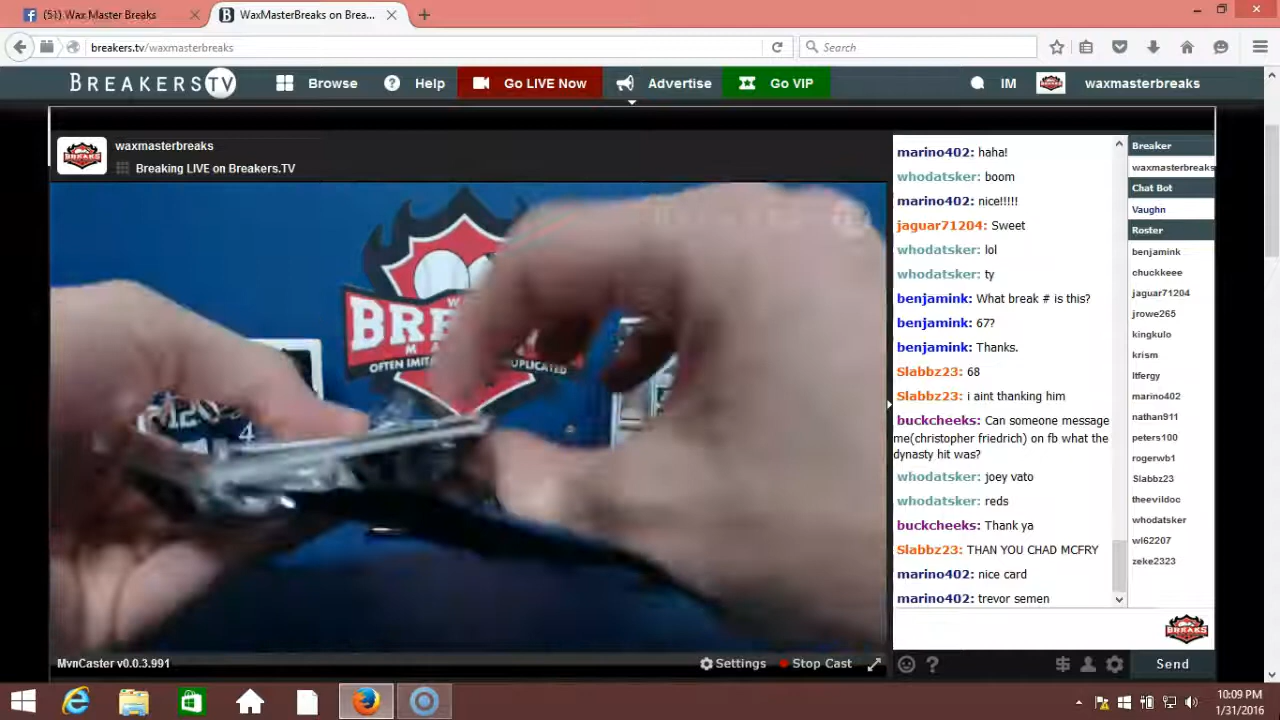 (51) Wax Master Breaks
WaxMasterBreaks on Brea...
breakers.tv/waxmasterbreaks
Search
BREAKERSTV
Browse
Help
Go LIVE Now
Advertise
Go VIP
IM
waxmasterbreaks
waxmasterbreaks
Breaking LIVE on Breakers.TV
OFTEN IMIT
UPLICATED
4
marino402: haha!
whodatsker: boom
marino402: nice!!!!!
jaguar71204: Sweet
whodatsker: lol
whodatsker: ty
benjamink: What break # is this?
benjamink: 67?
benjamink: Thanks.
Slabbz23: 68
Slabbz23: i aint thanking him
buckcheeks: Can someone message
me(christopher friedrich) on fb what the
dynasty hit was?
whodatsker: joey vato
whodatsker: reds
buckcheeks: Thank ya
Slabbz23: THAN YOU CHAD MCFRY
marino402: nice card
marino402: trevor semen
Breaker
waxmasterbreaks
Chat Bot
Vaughn
Roster
benjamink
chuckkeee
jaguar71204
jrowe265
kingkulo
krism
ltfergy
marino402
nathan911
peters100
rogerwb1
Slabbz23
theevildoc
whodatsker
wl62207
zeke2323
BREAKS
MvnCaster v0.0.3.991
Settings
Stop Cast
Send
10:09 PM
1/31/2016